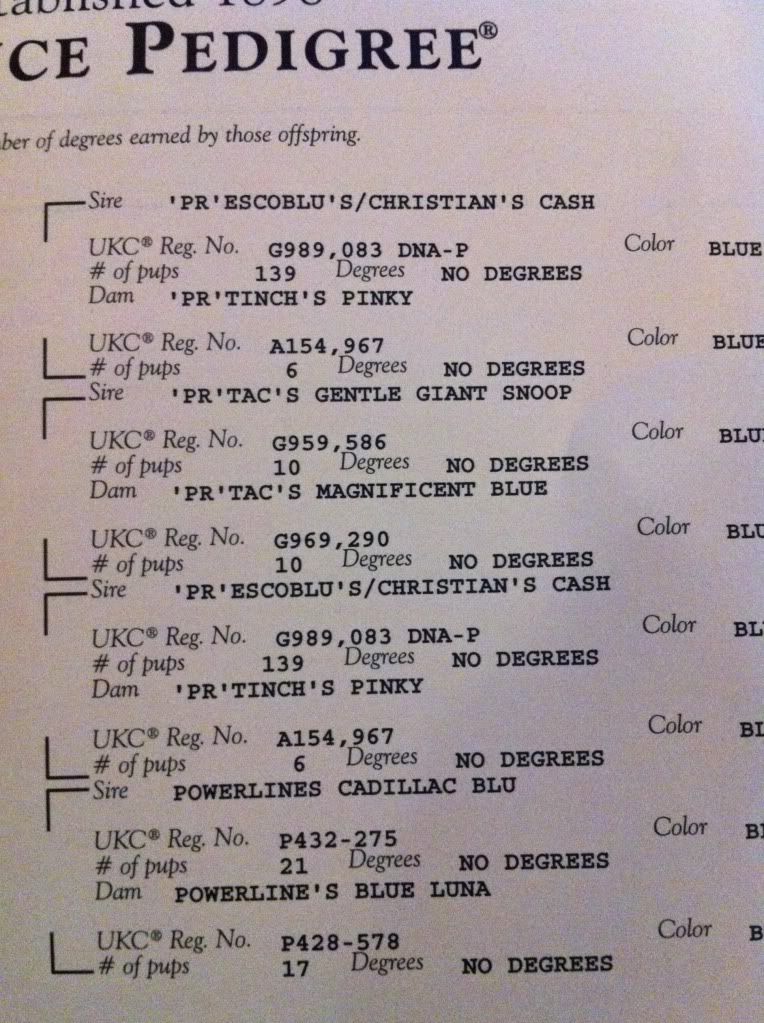 CE PEDIGREE®
of degrees earned by those offspring.
Sire 'PR'ESCOBLU'S/CHRISTIAN'S CASH
UKC® Reg. No. G989,083 DNA-P Color BLUE
# of pups 139 Degrees NO DEGREES
Dam 'PR'TINCH'S PINKY
UKC® Reg. No. A154,967 Color BLUE
# of pups 6 Degrees NO DEGREES
Sire 'PR'TAC'S GENTLE GIANT SNOOP
UKC® Reg. No. G959,586 Color BLU
# of pups 10 Degrees NO DEGREES
Dam 'PR'TAC'S MAGNIFICENT BLUE
UKC® Reg. No. G969,290 Color BLU
# of pups 10 Degrees NO DEGREES
Sire 'PR'ESCOBLU'S/CHRISTIAN'S CASH
UKC® Reg. No. G989,083 DNA-P Color BL
# of pups 139 Degrees NO DEGREES
Dam 'PR'TINCH'S PINKY
UKC® Reg. No. A154,967 Color BL
# of pups 6 Degrees NO DEGREES
Sire POWERLINES CADILLAC BLU
UKC® Reg. No. P432-275 Color B
# of pups 21 Degrees NO DEGREES
Dam POWERLINE'S BLUE LUNA
UKC® Reg. No. P428-578 Color B
# of pups 17 Degrees NO DEGREES